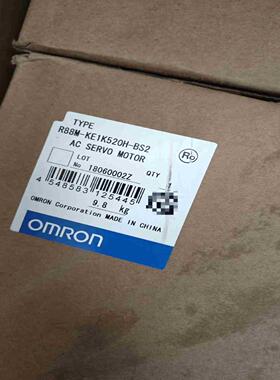 TYPE
R88M-KE1K520H-BS2
AC SERVO MOTOR
LOT
No 18060002Z
QTY
4 548583 125445
9.8 kg
OMRON Corporation MADE IN CHINA
OMRON